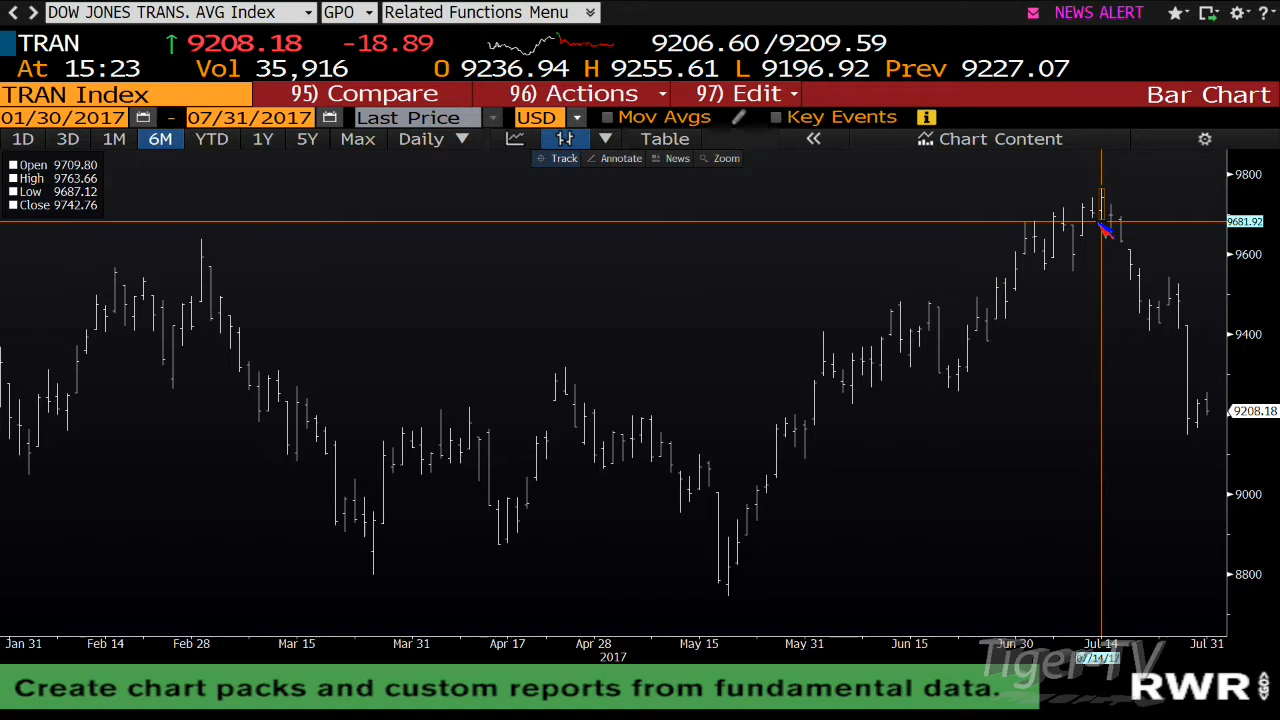 DOW JONES TRANS. AVG Index GPO Related Functions Menu NEWS ALERT ?
TRAN 9208.18 -18.89 9206.60/9209.59
At 15:23 Vol 35,916 O 9236.94 H 9255.61 L 9196.92 Prev 9227.07
TRAN Index 95) Compare 96) Actions 97) Edit Bar Chart
01/30/2017 - 07/31/2017 Last Price USD Mov Avgs Key Events
1D 3D 1M 6M YTD 1Y 5Y Max Daily Table Chart Content
Track Annotate News Zoom
Open 9709.80
High 9763.66
Low 9687.12
Close 9742.76
9800
9681.92
9600
9400
9208.18
9000
8800
Jan 31 Feb 14 Feb 28 Mar 15 Mar 31 Apr 17 Apr 28 May 15 May 31 Jun 15 Jun 30 Jul 14 Jul 31
2017 07/14/17
Tiger-TV
Create chart packs and custom reports from fundamental data. RWR